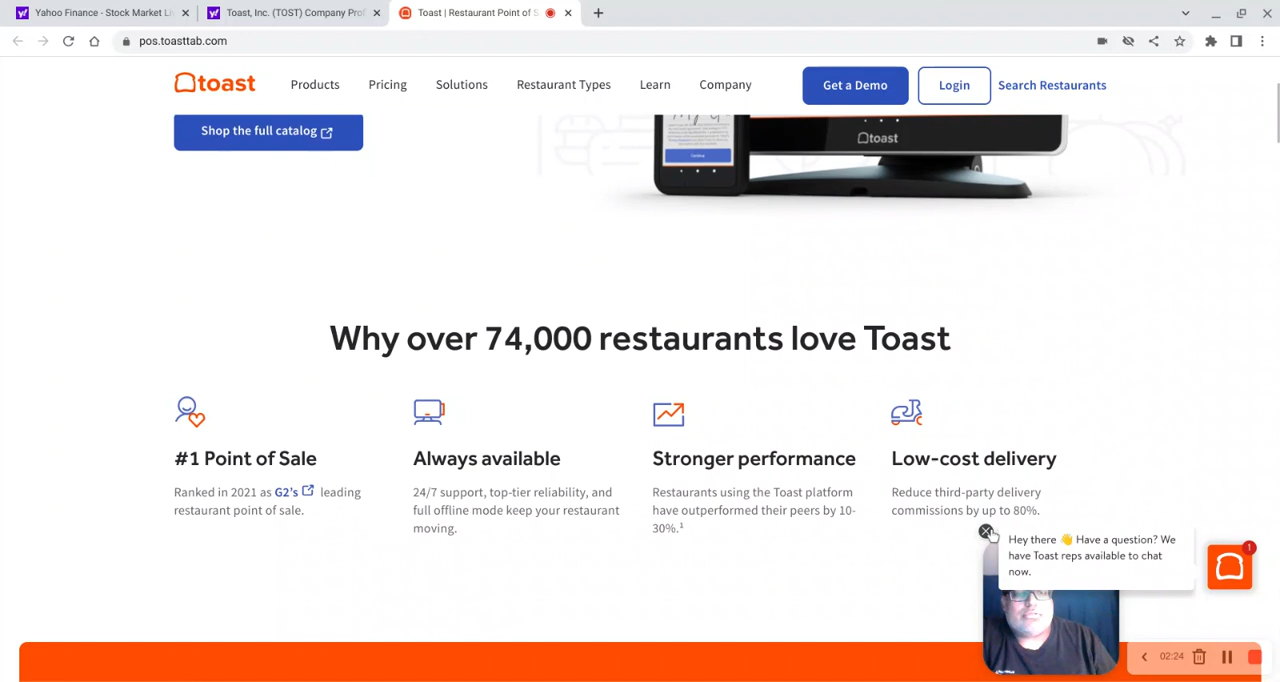 Yahoo Finance - Stock Market Li
Toast, Inc. (TOST) Company Prof
Toast | Restaurant Point of S
pos.toasttab.com
toast
Products
Pricing
Solutions
Restaurant Types
Learn
Company
Get a Demo
Login
Search Restaurants
Shop the full catalog
Continue
toast
Why over 74,000 restaurants love Toast
#1 Point of Sale
Ranked in 2021 as G2's leading
restaurant point of sale.
Always available
24/7 support, top-tier reliability, and
full offline mode keep your restaurant
moving.
Stronger performance
Restaurants using the Toast platform
have outperformed their peers by 10-
30%.¹
Low-cost delivery
Reduce third-party delivery
commissions by up to 80%.
Hey there 👋 Have a question? We
have Toast reps available to chat
now.
1
02:24